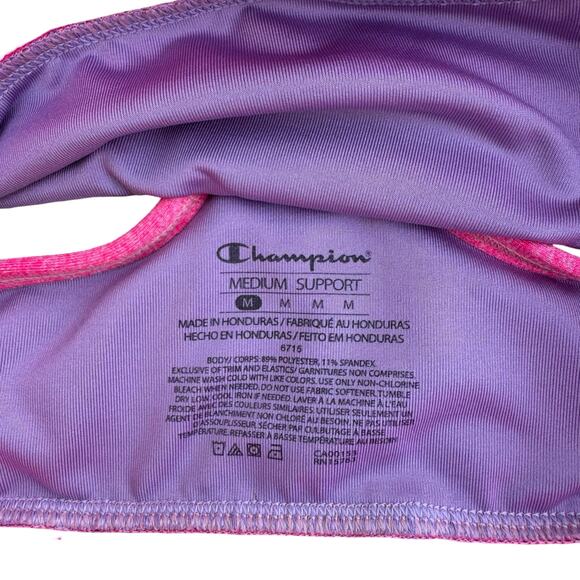 Champion
MEDIUM SUPPORT
M M M M
MADE IN HONDURAS / FABRIQUÉ AU HONDURAS
HECHO EN HONDURAS / FEITO EM HONDURAS
6715
BODY/ CORPS: 89% POLYESTER, 11% SPANDEX.
EXCLUSIVE OF TRIM AND ELASTICS/ GARNITURES NON COMPRISES.
MACHINE WASH COLD WITH LIKE COLORS. USE ONLY NON-CHLORINE
BLEACH WHEN NEEDED. DO NOT USE FABRIC SOFTENER. TUMBLE
DRY LOW. COOL IRON IF NEEDED. LAVER À LA MACHINE À L'EAU
FROIDE AVEC DES COULEURS SIMILAIRES. UTILISER SEULEMENT UN
AGENT DE BLANCHIMENT NON CHLORÉ AU BESOIN. NE PAS UTILISER
D'ASSOUPLISSEUR. SÉCHER PAR CULBUTAGE À BASSE
TEMPÉRATURE. REPASSER À BASSE TEMPÉRATURE AU BESOIN
CA00153
RN15763